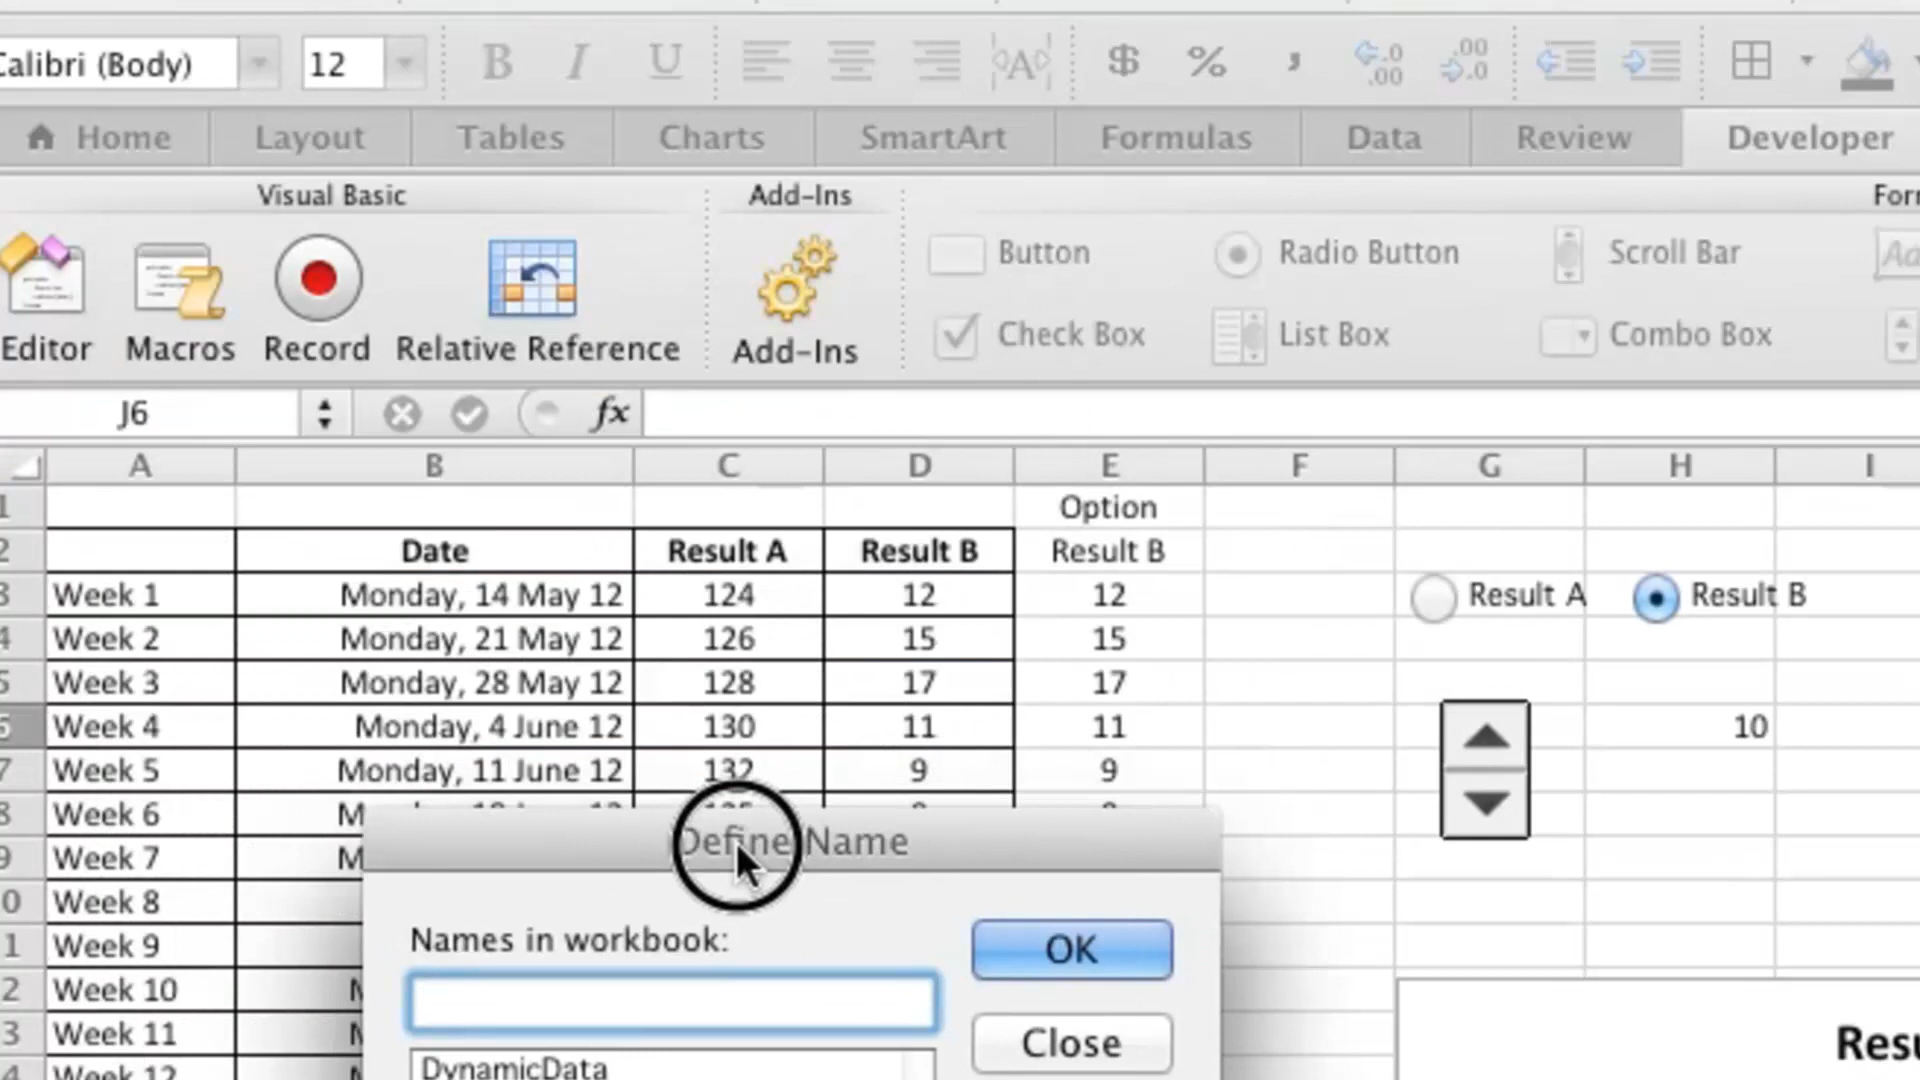 Calibri (Body) 12 B I U A $ % , .0 .00 .00 .0
Home Layout Tables Charts SmartArt Formulas Data Review Developer
Visual Basic Add-Ins
Button Radio Button Scroll Bar
Editor Macros Record Relative Reference Add-Ins Check Box List Box Combo Box
J6 fx
A B C D E F G H I
1 Option
2 Date Result A Result B Result B
3 Week 1 Monday, 14 May 12 124 12 12 Result A Result B
4 Week 2 Monday, 21 May 12 126 15 15
5 Week 3 Monday, 28 May 12 128 17 17
6 Week 4 Monday, 4 June 12 130 11 11 10
7 Week 5 Monday, 11 June 12 132 9 9
8 Week 6
Define Name
9 Week 7
0 Week 8
Names in workbook: OK
1 Week 9
2 Week 10
3 Week 11 Close
4 Week 12 DynamicData